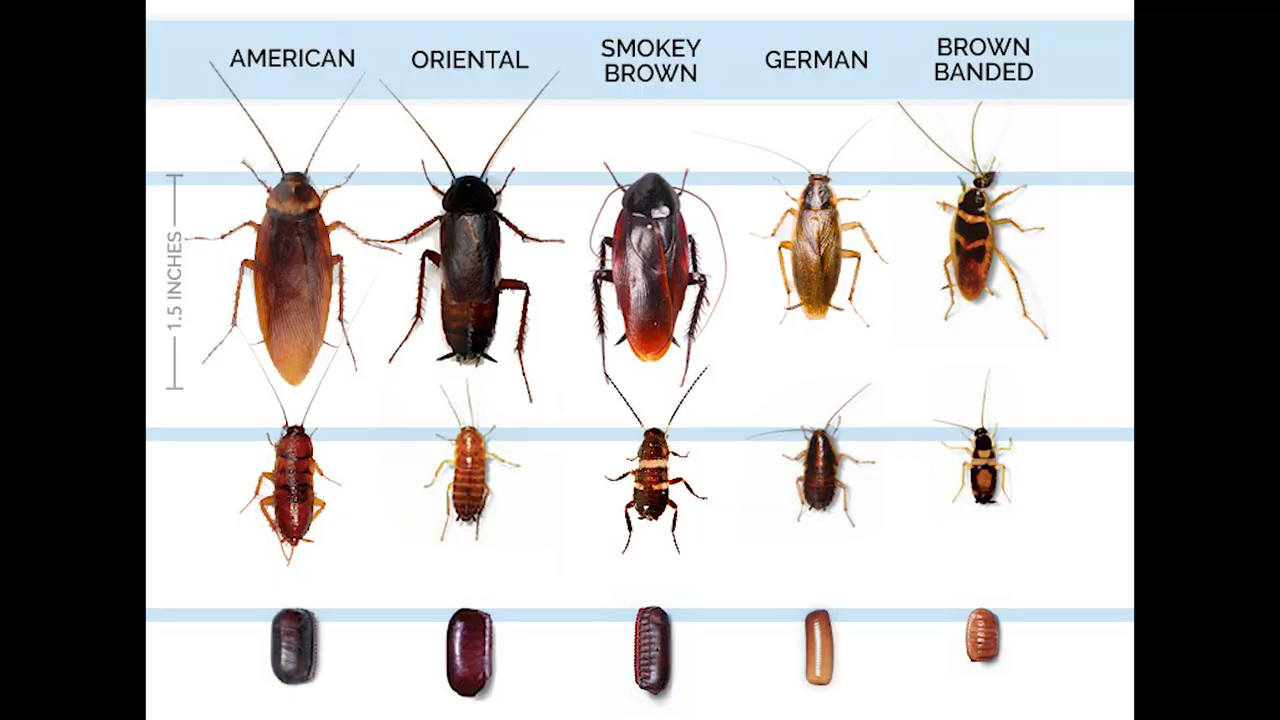 AMERICAN
ORIENTAL
SMOKEY
BROWN
GERMAN
BROWN
BANDED
1.5 INCHES